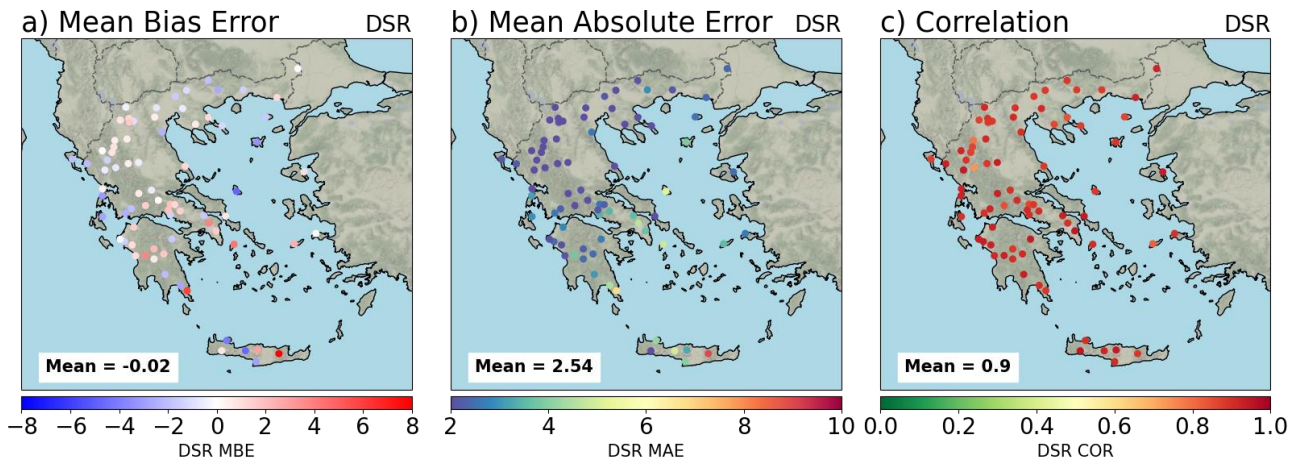 a) Mean Bias Error DSR
Mean = -0.02
−8 −6 −4 −2 0 2 4 6 8
DSR MBE
b) Mean Absolute Error DSR
Mean = 2.54
2 4 6 8 10
DSR MAE
c) Correlation DSR
Mean = 0.9
0.0 0.2 0.4 0.6 0.8 1.0
DSR COR